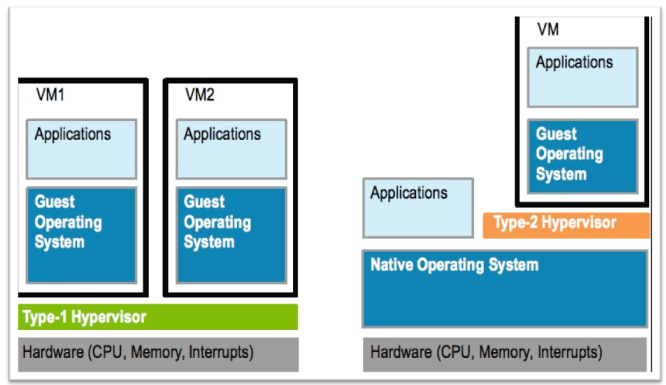 VM1
Applications
Guest
Operating
System
VM2
Applications
Guest
Operating
System
Type-1 Hypervisor
Hardware (CPU, Memory, Interrupts)
VM
Applications
Guest
Operating
System
Applications
Type-2 Hypervisor
Native Operating System
Hardware (CPU, Memory, Interrupts)